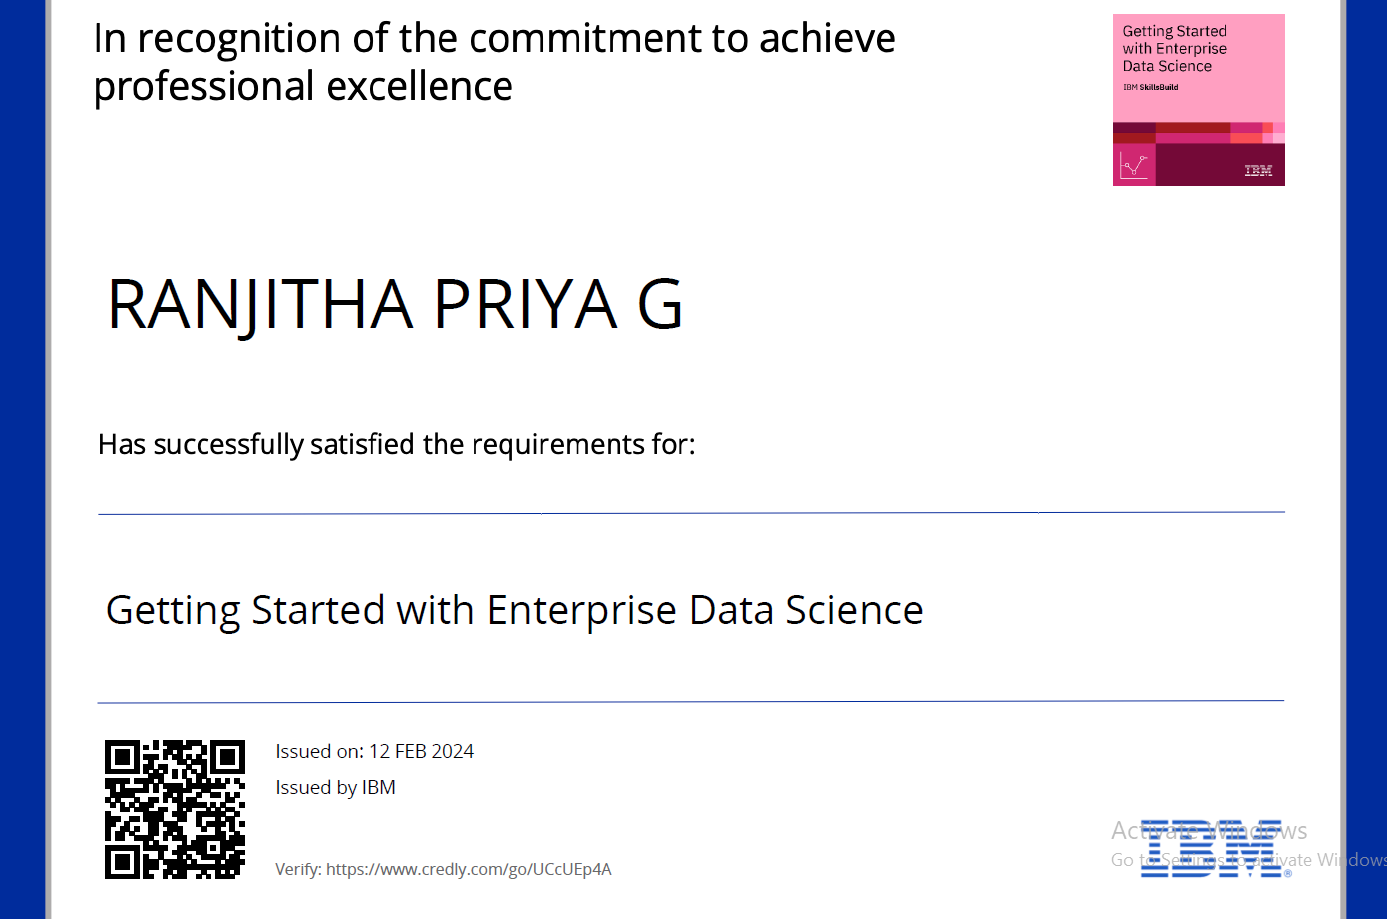 In recognition of the commitment to achieve
professional excellence
Getting Started
with Enterprise
Data Science
IBM SkillsBuild
IBM
RANJITHA PRIYA G
Has successfully satisfied the requirements for:
Getting Started with Enterprise Data Science
Issued on: 12 FEB 2024
Issued by IBM
Verify: https://www.credly.com/go/UCcUEp4A
IBM®
Activate Windows
Go to Settings to activate Windows